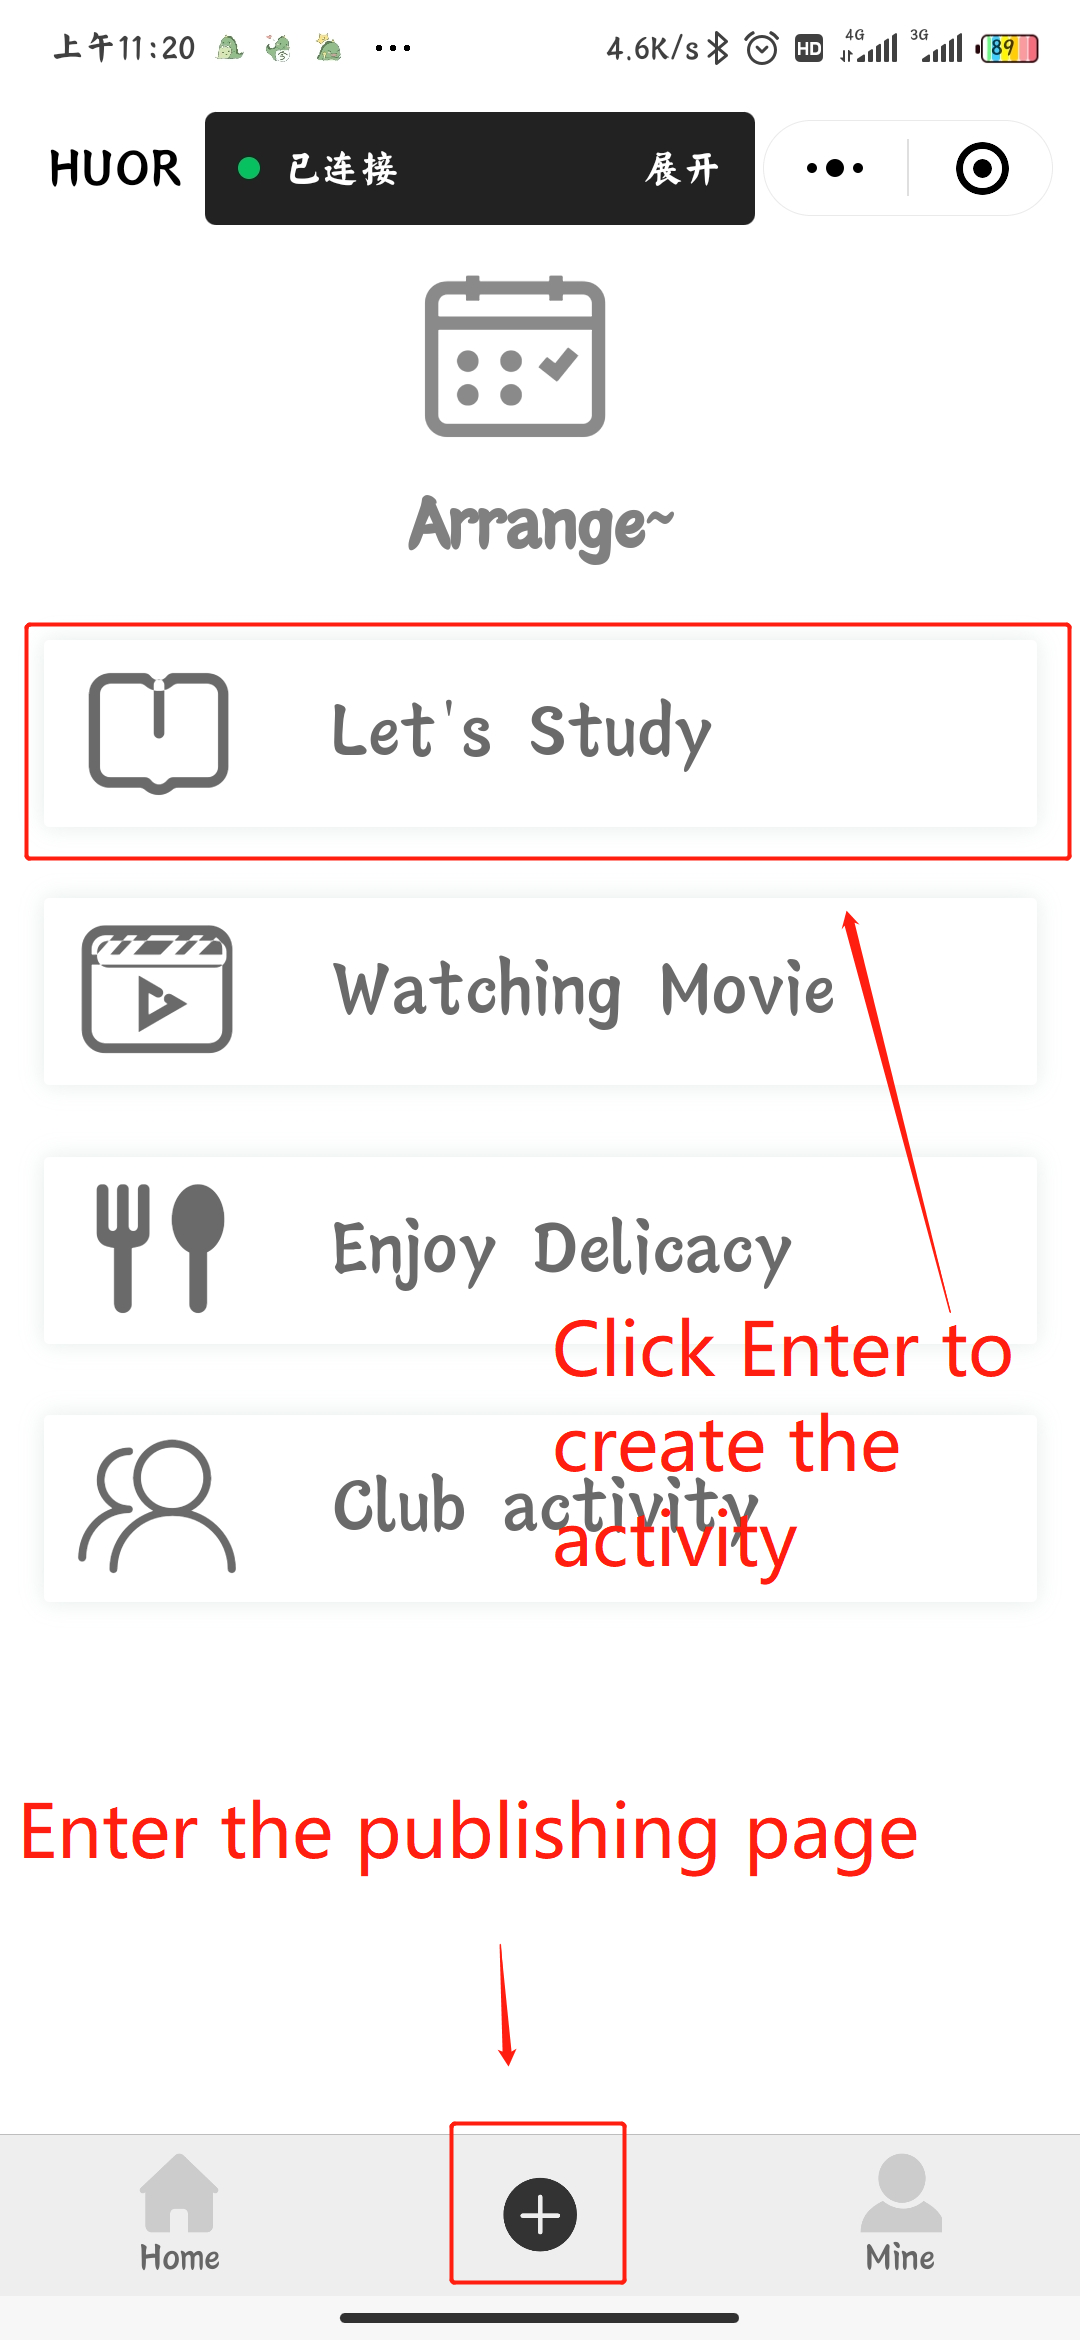 上午11:20 4.6K/s HD 4G 3G 89
HUOR 已连接 展开
Arrange~
Let's Study
Watching Movie
Enjoy Delicacy
Click Enter to
create the
Club activity
activity
Enter the publishing page
Home Mine